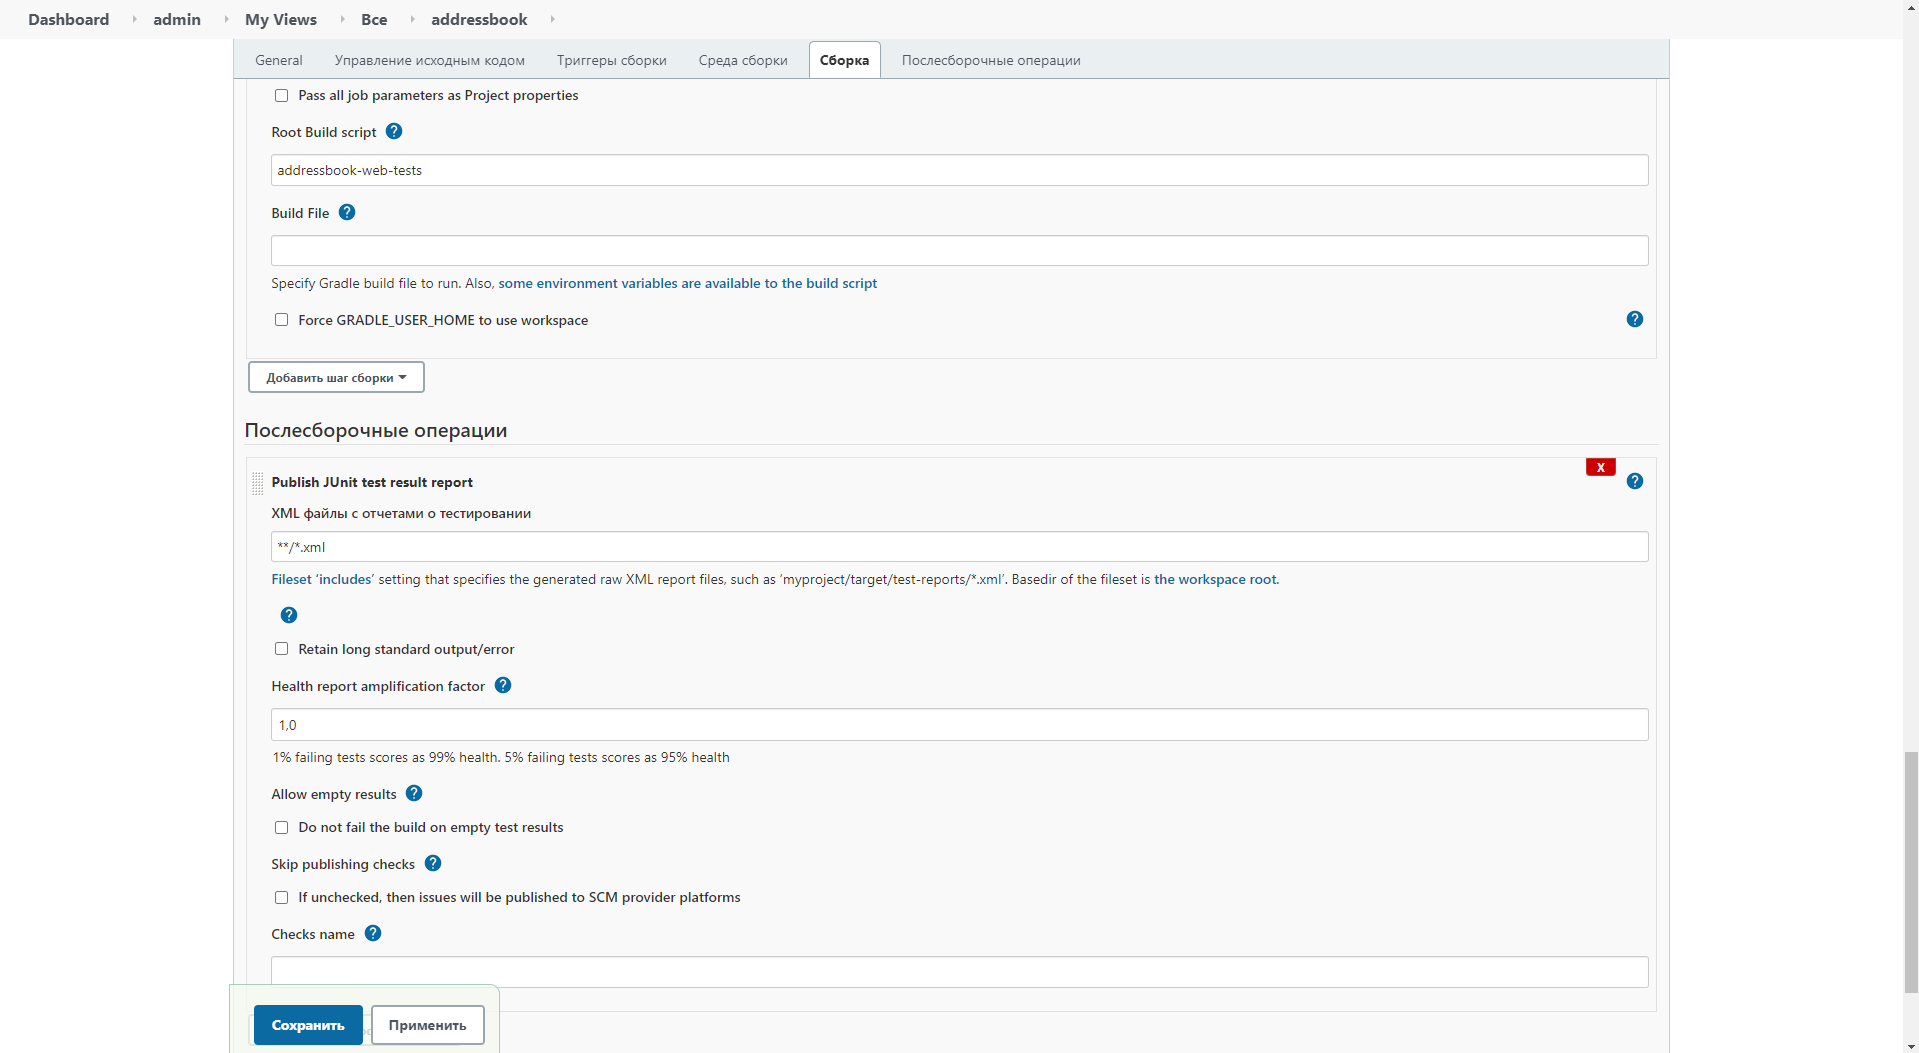 Dashboard admin My Views Все addressbook
General Управление исходным кодом Триггеры сборки Среда сборки Сборка Послесборочные операции
Pass all job parameters as Project properties
Root Build script ?
addressbook-web-tests
Build File ?
Specify Gradle build file to run. Also, some environment variables are available to the build script
Force GRADLE_USER_HOME to use workspace ?
Добавить шаг сборки
Послесборочные операции
X
Publish JUnit test result report ?
XML файлы с отчетами о тестировании
**/*.xml
Fileset ‘includes’ setting that specifies the generated raw XML report files, such as ‘myproject/target/test-reports/*.xml’. Basedir of the fileset is the workspace root.
?
Retain long standard output/error
Health report amplification factor ?
1,0
1% failing tests scores as 99% health. 5% failing tests scores as 95% health
Allow empty results ?
Do not fail the build on empty test results
Skip publishing checks ?
If unchecked, then issues will be published to SCM provider platforms
Checks name ?
Сохранить Применить